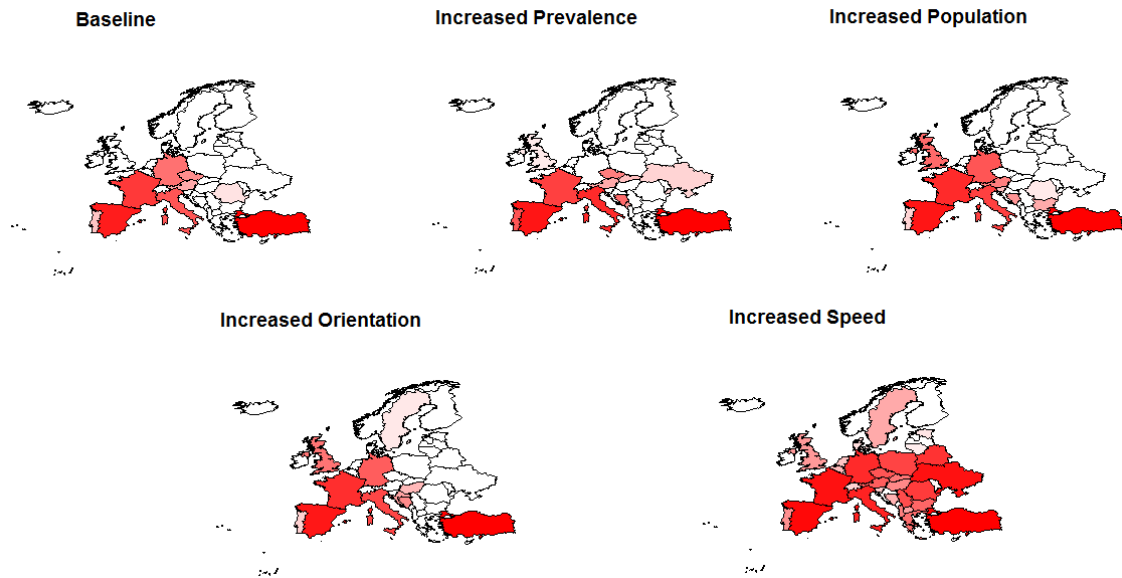 Baseline
Increased Prevalence
Increased Population
Increased Orientation
Increased Speed